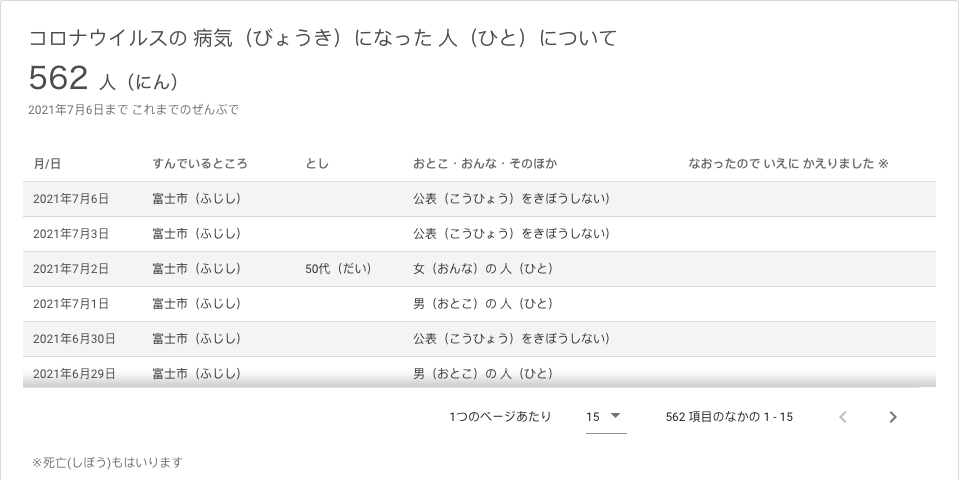 コロナウイルスの 病気（びょうき）になった 人（ひと）について
562 人（にん）
2021年7月6日まで これまでのぜんぶで
月/日 すんでいるところ とし おとこ・おんな・そのほか なおったので いえに かえりました ※
2021年7月6日 富士市（ふじし） 公表（こうひょう）をきぼうしない）
2021年7月3日 富士市（ふじし） 公表（こうひょう）をきぼうしない）
2021年7月2日 富士市（ふじし） 50代（だい） 女（おんな）の 人（ひと）
2021年7月1日 富士市（ふじし） 男（おとこ）の 人（ひと）
2021年6月30日 富士市（ふじし） 公表（こうひょう）をきぼうしない）
2021年6月29日 富士市（ふじし） 男（おとこ）の 人（ひと）
1つのページあたり 15 562 項目のなかの 1 - 15
※死亡(しぼう)もはいります